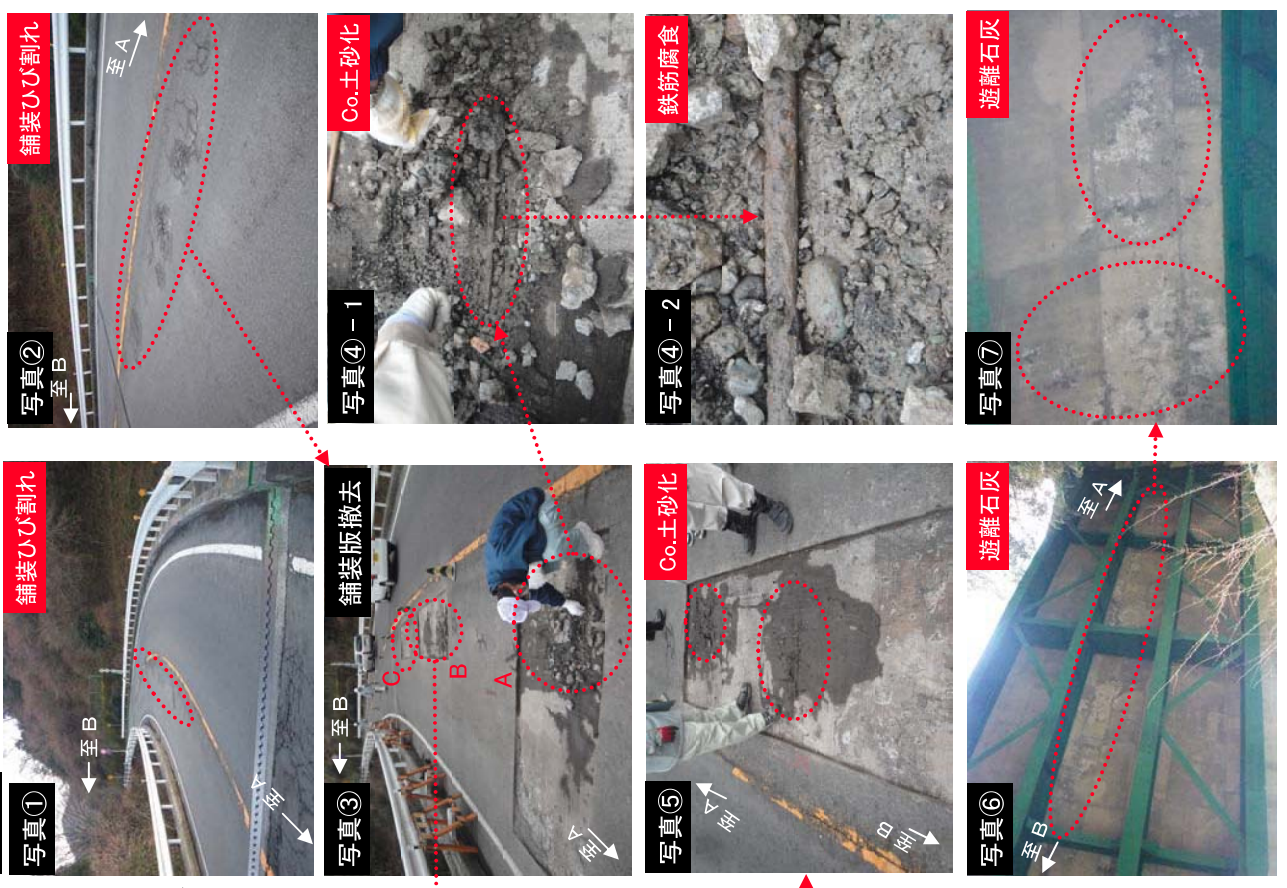 写真①
舗装ひび割れ
←至 B
至A
写真②
舗装ひび割れ
至 B
至 A
写真③
舗装版撤去
←至 B
C
B
A
至A
写真④-1
Co.土砂化
写真⑤
Co.土砂化
至A
至B
写真④-2
鉄筋腐食
写真⑥
遊離石灰
至B
至A
写真⑦
遊離石灰